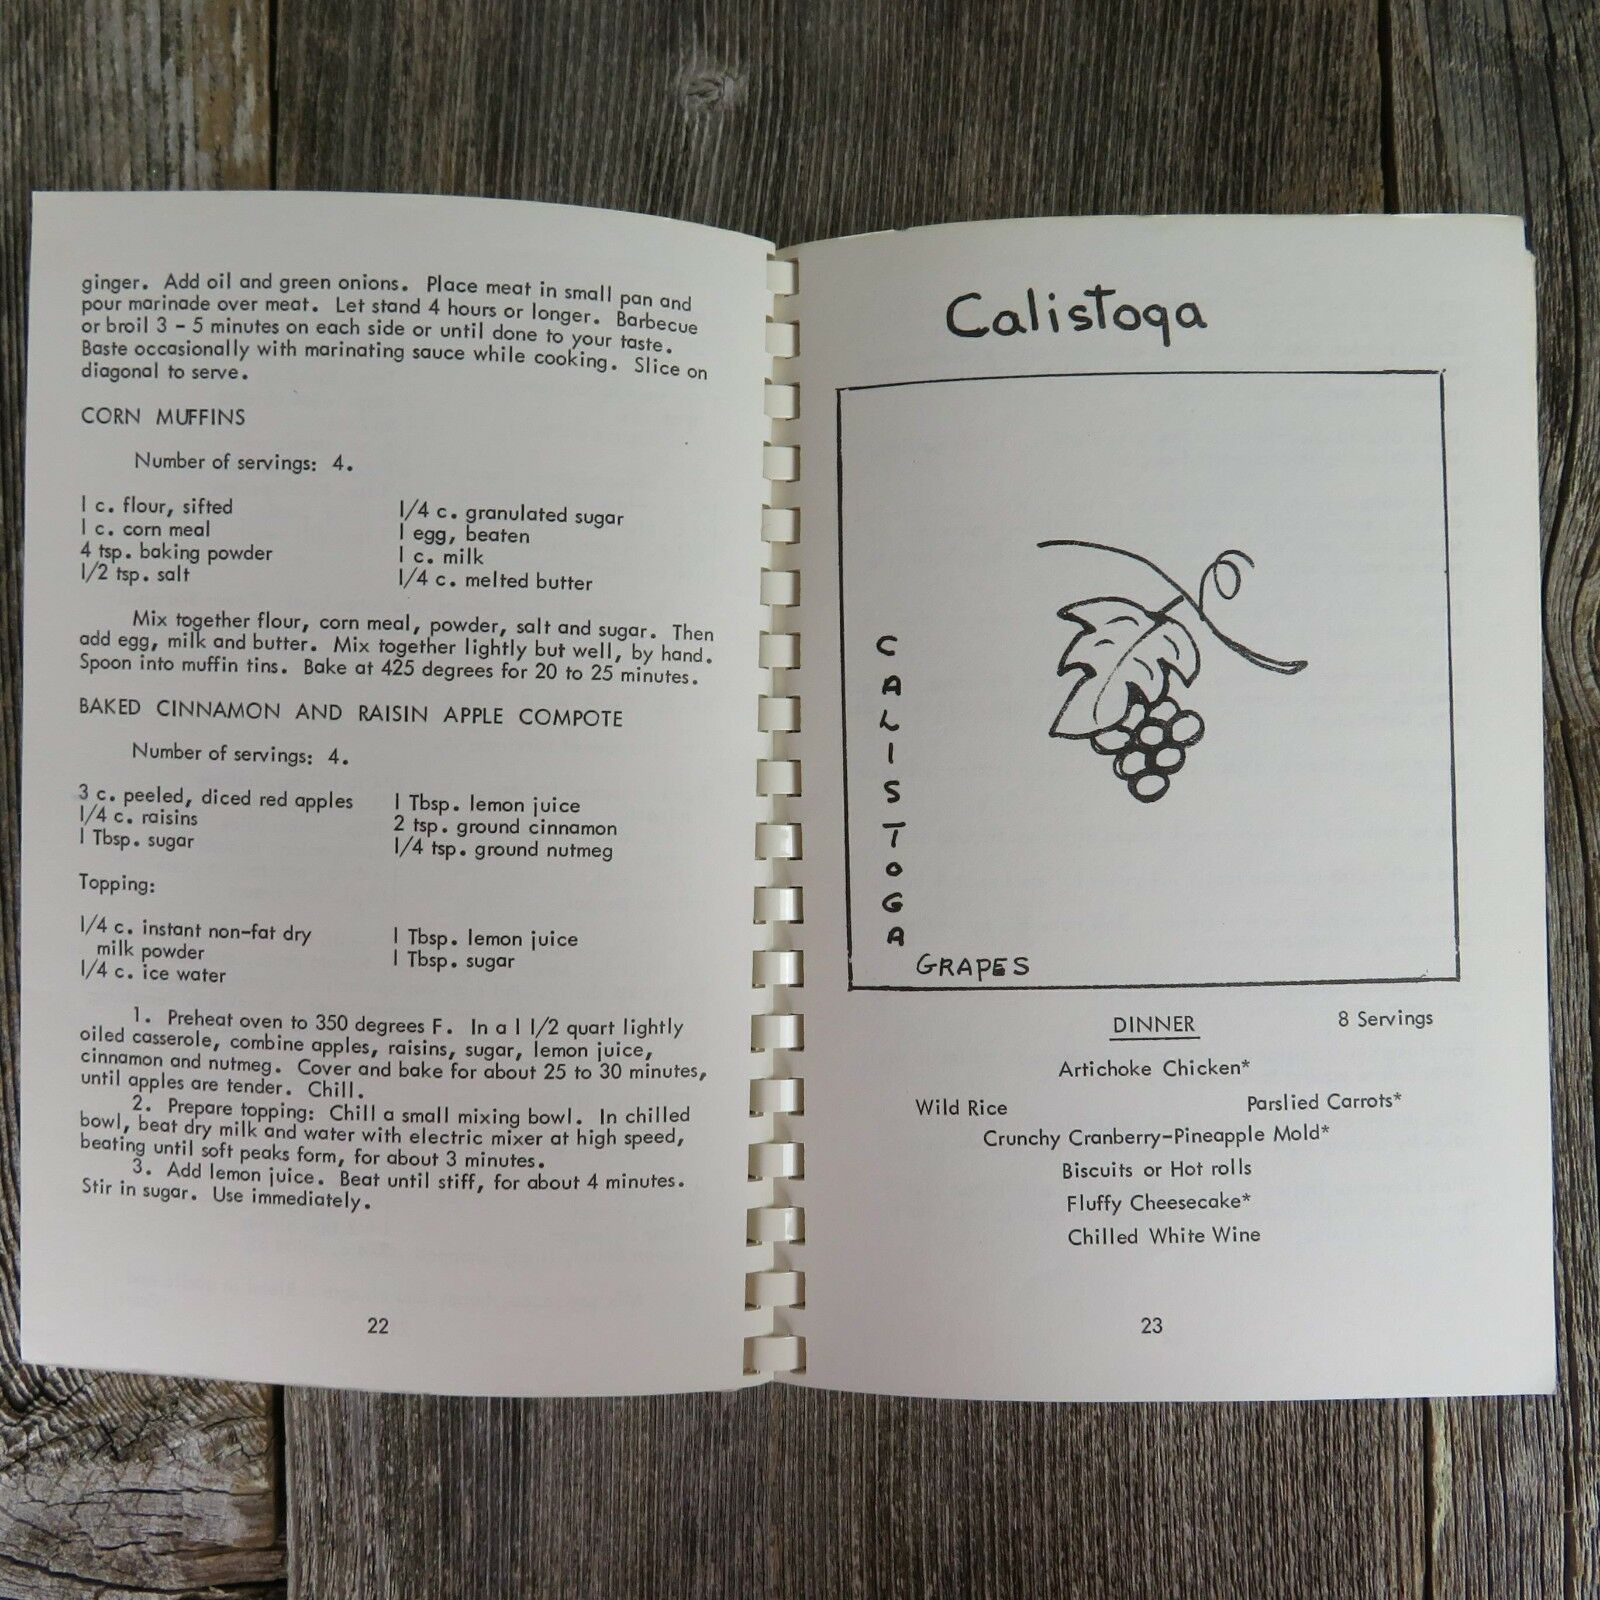 ginger. Add oil and green onions. Place meat in small pan and
pour marinade over meat. Let stand 4 hours or longer. Barbecue
or broil 3 - 5 minutes on each side or until done to your taste.
Baste occasionally with marinating sauce while cooking. Slice on
diagonal to serve.
CORN MUFFINS
Number of servings: 4.
1 c. flour, sifted
1 c. corn meal
4 tsp. baking powder
1/2 tsp. salt
1/4 c. granulated sugar
1 egg, beaten
1 c. milk
1/4 c. melted butter
Mix together flour, corn meal, powder, salt and sugar. Then
add egg, milk and butter. Mix together lightly but well, by hand.
Spoon into muffin tins. Bake at 425 degrees for 20 to 25 minutes.
BAKED CINNAMON AND RAISIN APPLE COMPOTE
Number of servings: 4.
3 c. peeled, diced red apples
1/4 c. raisins
1 Tbsp. sugar
1 Tbsp. lemon juice
2 tsp. ground cinnamon
1/4 tsp. ground nutmeg
Topping:
1/4 c. instant non-fat dry
milk powder
1/4 c. ice water
1 Tbsp. lemon juice
1 Tbsp. sugar
1. Preheat oven to 350 degrees F. In a 1 1/2 quart lightly
oiled casserole, combine apples, raisins, sugar, lemon juice,
cinnamon and nutmeg. Cover and bake for about 25 to 30 minutes,
until apples are tender. Chill.
2. Prepare topping: Chill a small mixing bowl. In chilled
bowl, beat dry milk and water with electric mixer at high speed,
beating until soft peaks form, for about 3 minutes.
3. Add lemon juice. Beat until stiff, for about 4 minutes.
Stir in sugar. Use immediately.
22
Calistoga
CALISTOGA
GRAPES
DINNER 8 Servings
Artichoke Chicken*
Wild Rice Parslied Carrots*
Crunchy Cranberry-Pineapple Mold*
Biscuits or Hot rolls
Fluffy Cheesecake*
Chilled White Wine
23